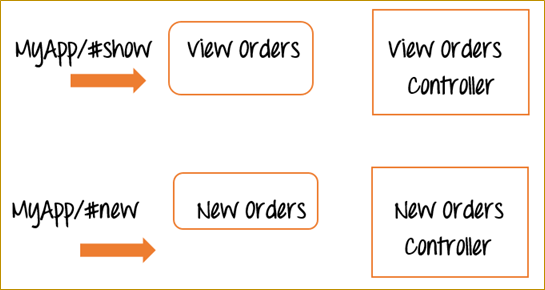 MyApp/#show
View Orders
View Orders
Controller
MyApp/#new
New Orders
New Orders
Controller